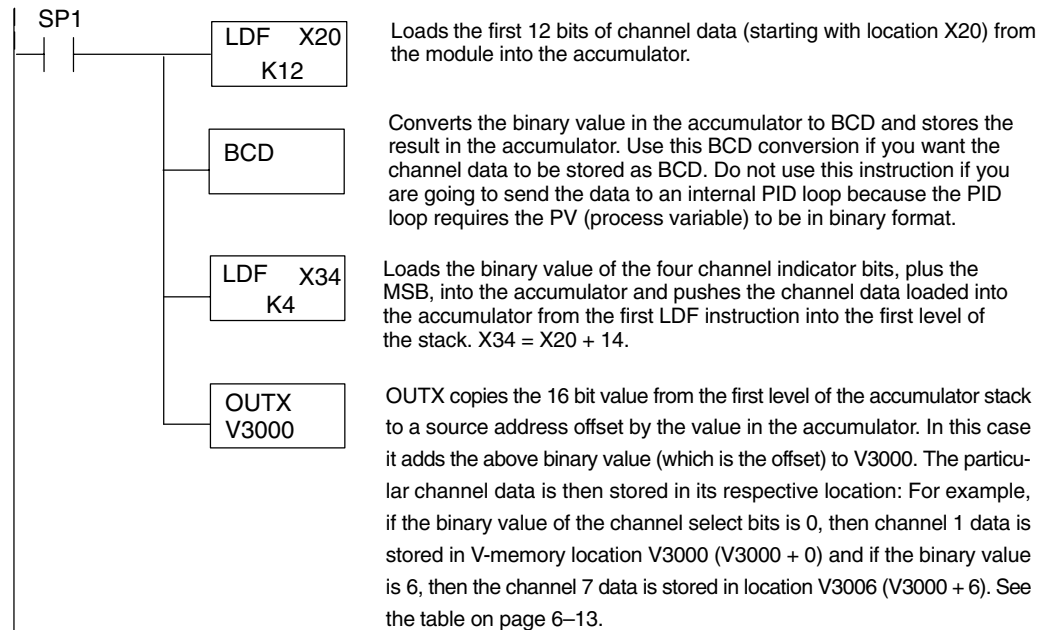 SP1
LDF X20
K12
Loads the first 12 bits of channel data (starting with location X20) from
the module into the accumulator.
BCD
Converts the binary value in the accumulator to BCD and stores the
result in the accumulator. Use this BCD conversion if you want the
channel data to be stored as BCD. Do not use this instruction if you
are going to send the data to an internal PID loop because the PID
loop requires the PV (process variable) to be in binary format.
LDF X34
K4
Loads the binary value of the four channel indicator bits, plus the
MSB, into the accumulator and pushes the channel data loaded into
the accumulator from the first LDF instruction into the first level of
the stack. X34 = X20 + 14.
OUTX
V3000
OUTX copies the 16 bit value from the first level of the accumulator stack
to a source address offset by the value in the accumulator. In this case
it adds the above binary value (which is the offset) to V3000. The particu-
lar channel data is then stored in its respective location: For example,
if the binary value of the channel select bits is 0, then channel 1 data is
stored in V-memory location V3000 (V3000 + 0) and if the binary value
is 6, then the channel 7 data is stored in location V3006 (V3000 + 6). See
the table on page 6–13.